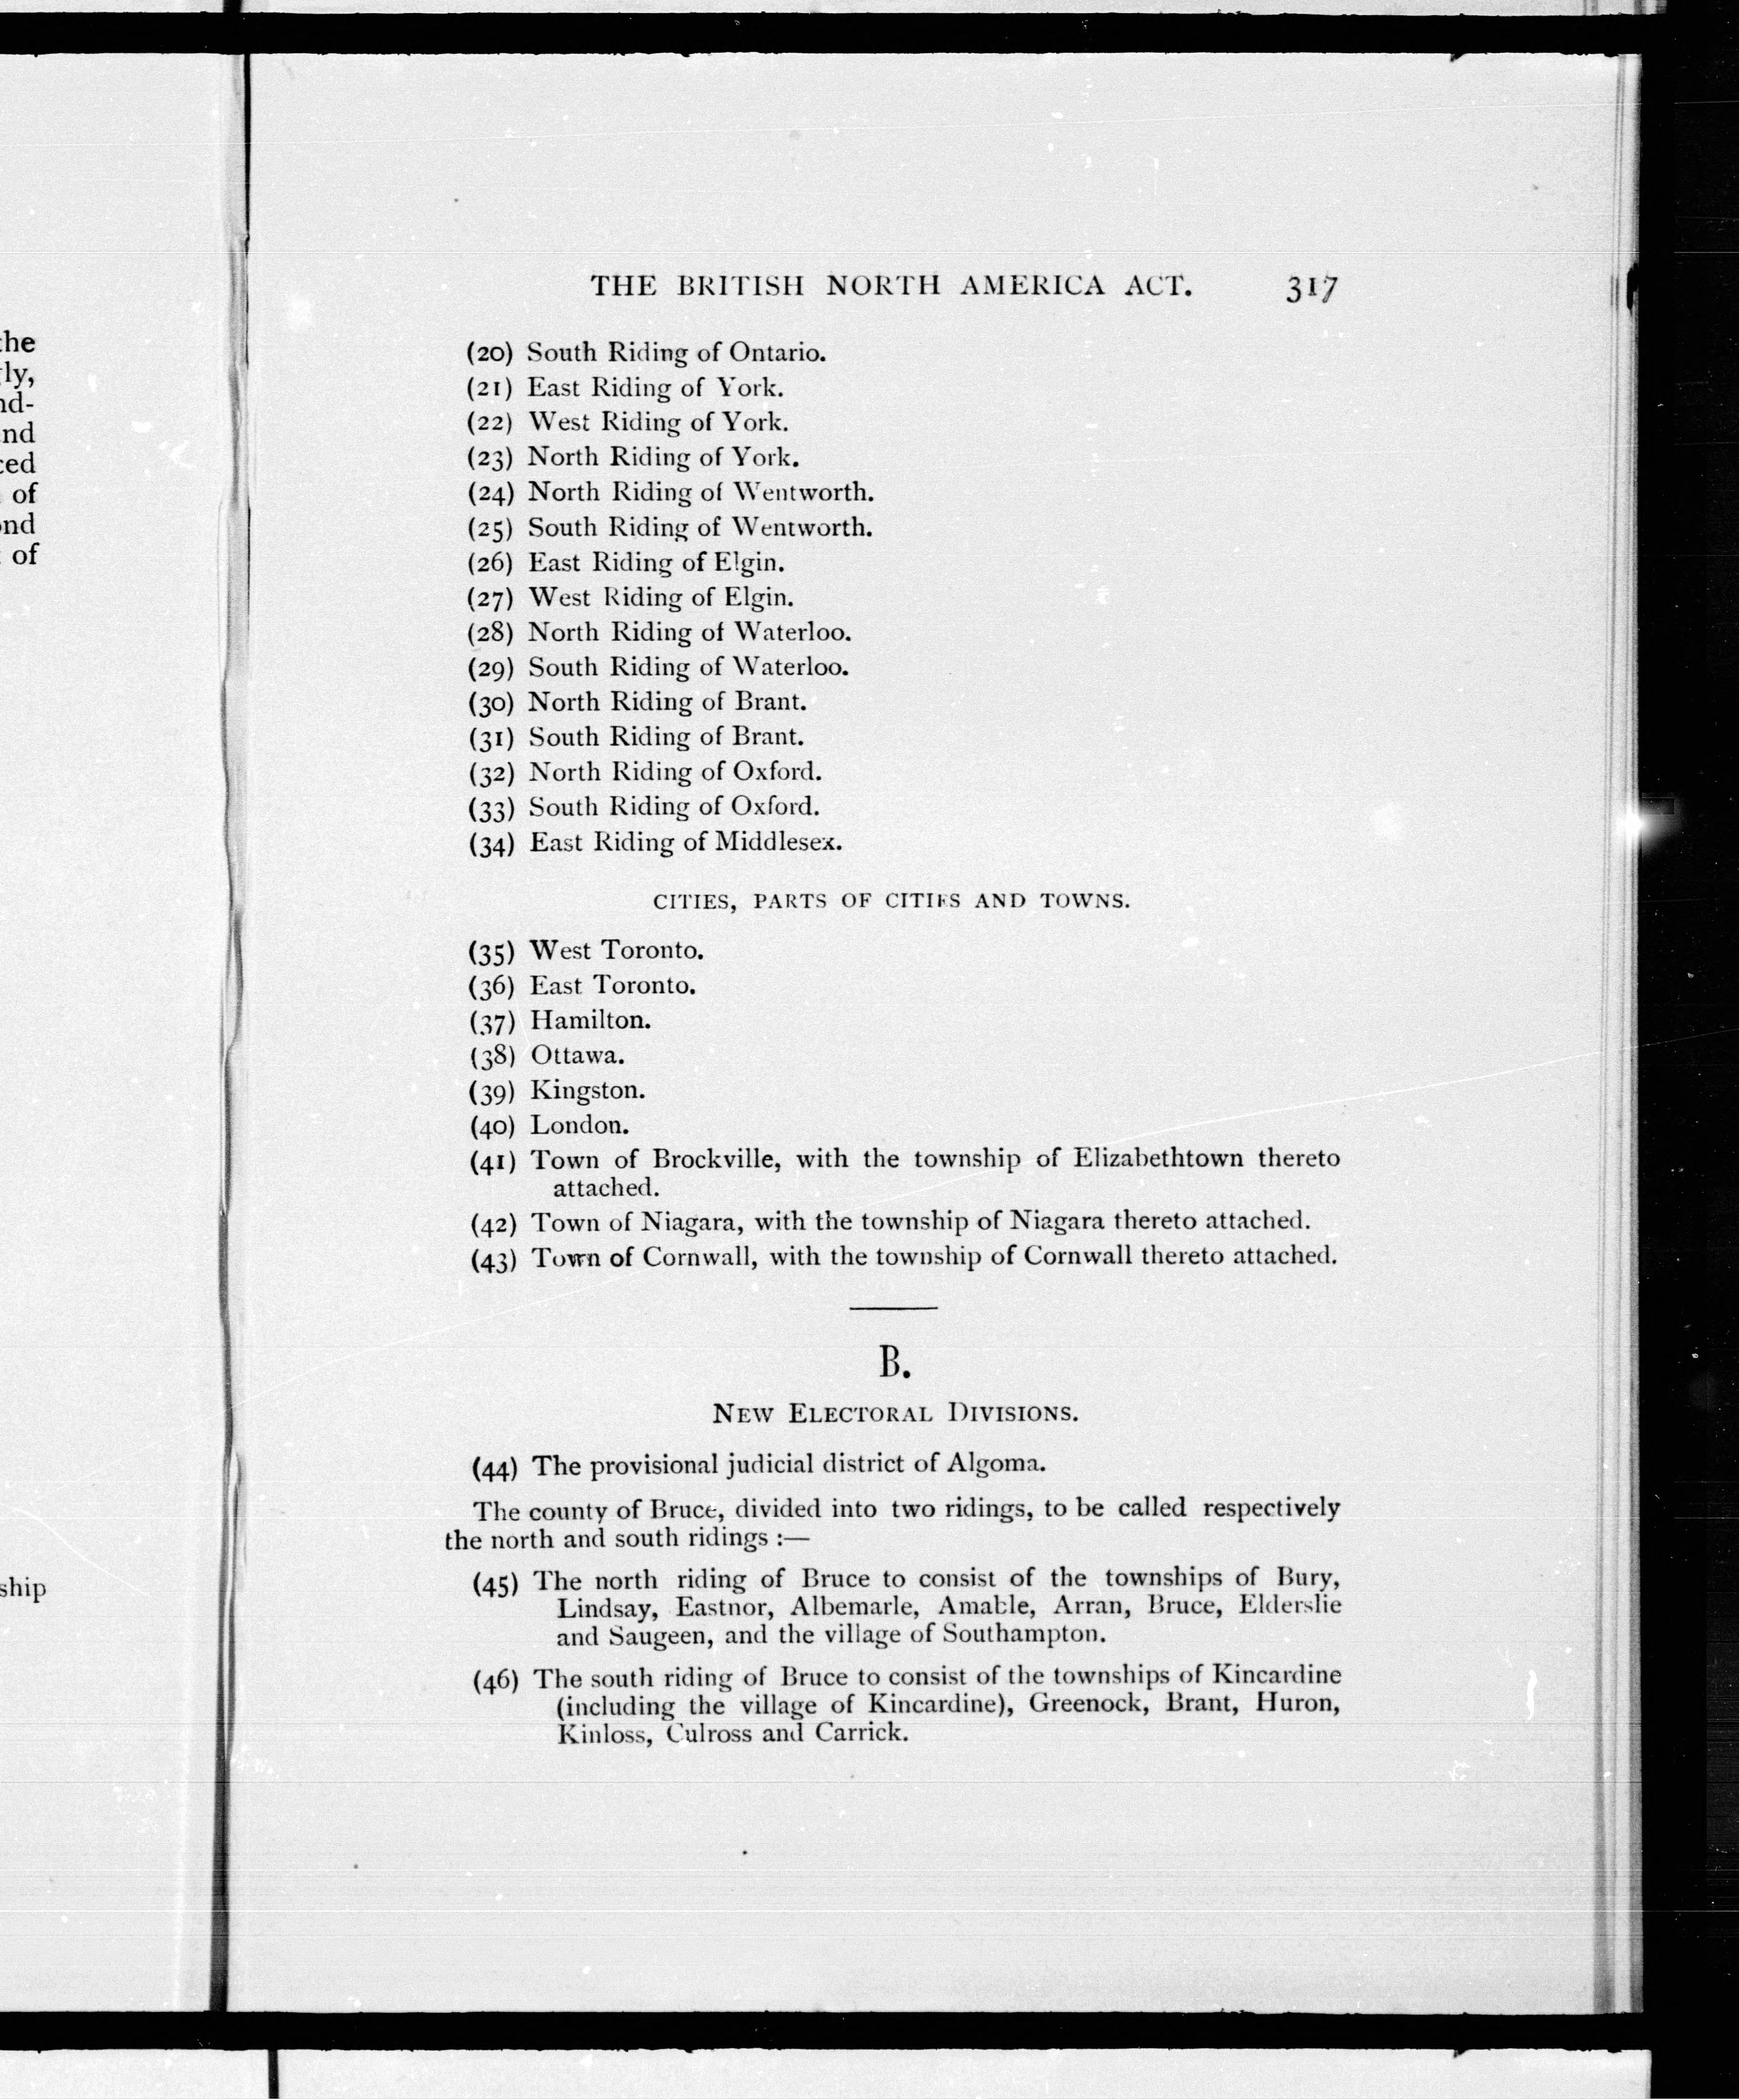 the
gly,
nd-
and
ced
of
ond
of
ship
THE BRITISH NORTH AMERICA ACT. 317
(20) South Riding of Ontario.
(21) East Riding of York.
(22) West Riding of York.
(23) North Riding of York.
(24) North Riding of Wentworth.
(25) South Riding of Wentworth.
(26) East Riding of Elgin.
(27) West Riding of Elgin.
(28) North Riding of Waterloo.
(29) South Riding of Waterloo.
(30) North Riding of Brant.
(31) South Riding of Brant.
(32) North Riding of Oxford.
(33) South Riding of Oxford.
(34) East Riding of Middlesex.
CITIES, PARTS OF CITIES AND TOWNS.
(35) West Toronto.
(36) East Toronto.
(37) Hamilton.
(38) Ottawa.
(39) Kingston.
(40) London.
(41) Town of Brockville, with the township of Elizabethtown thereto
attached.
(42) Town of Niagara, with the township of Niagara thereto attached.
(43) Town of Cornwall, with the township of Cornwall thereto attached.
B.
NEW ELECTORAL DIVISIONS.
(44) The provisional judicial district of Algoma.
The county of Bruce, divided into two ridings, to be called respectively
the north and south ridings :—
(45) The north riding of Bruce to consist of the townships of Bury,
Lindsay, Eastnor, Albemarle, Amable, Arran, Bruce, Elderslie
and Saugeen, and the village of Southampton.
(46) The south riding of Bruce to consist of the townships of Kincardine
(including the village of Kincardine), Greenock, Brant, Huron,
Kinloss, Culross and Carrick.